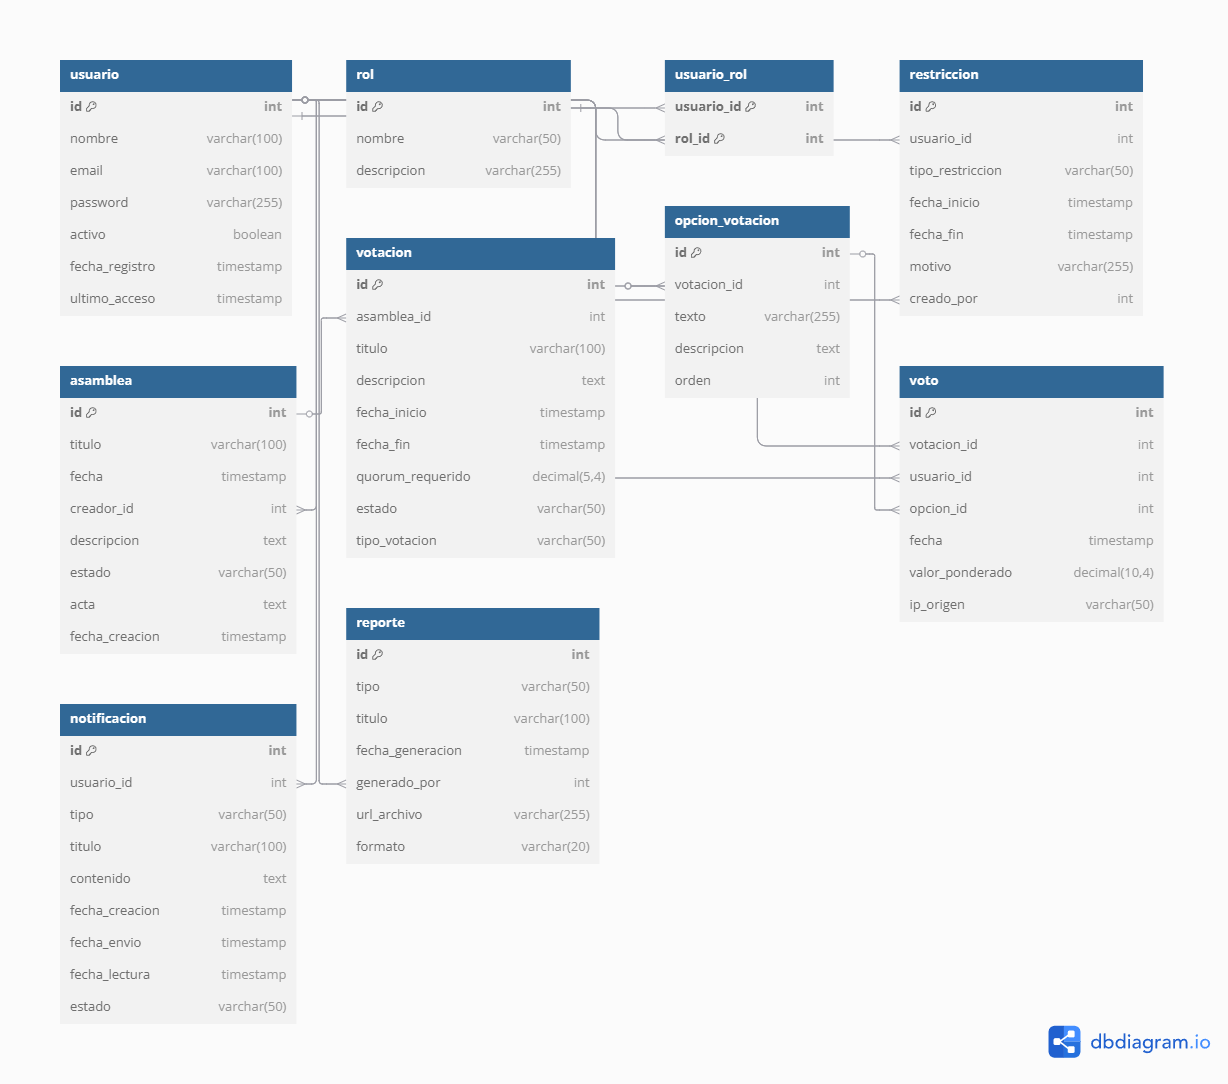 usuario
id int
nombre varchar(100)
email varchar(100)
password varchar(255)
activo boolean
fecha_registro timestamp
ultimo_acceso timestamp
rol
id int
nombre varchar(50)
descripcion varchar(255)
usuario_rol
usuario_id int
rol_id int
restriccion
id int
usuario_id int
tipo_restriccion varchar(50)
fecha_inicio timestamp
fecha_fin timestamp
motivo varchar(255)
creado_por int
votacion
id int
asamblea_id int
titulo varchar(100)
descripcion text
fecha_inicio timestamp
fecha_fin timestamp
quorum_requerido decimal(5,4)
estado varchar(50)
tipo_votacion varchar(50)
opcion_votacion
id int
votacion_id int
texto varchar(255)
descripcion text
orden int
asamblea
id int
titulo varchar(100)
fecha timestamp
creador_id int
descripcion text
estado varchar(50)
acta text
fecha_creacion timestamp
voto
id int
votacion_id int
usuario_id int
opcion_id int
fecha timestamp
valor_ponderado decimal(10,4)
ip_origen varchar(50)
reporte
id int
tipo varchar(50)
titulo varchar(100)
fecha_generacion timestamp
generado_por int
url_archivo varchar(255)
formato varchar(20)
notificacion
id int
usuario_id int
tipo varchar(50)
titulo varchar(100)
contenido text
fecha_creacion timestamp
fecha_envio timestamp
fecha_lectura timestamp
estado varchar(50)
dbdiagram.io